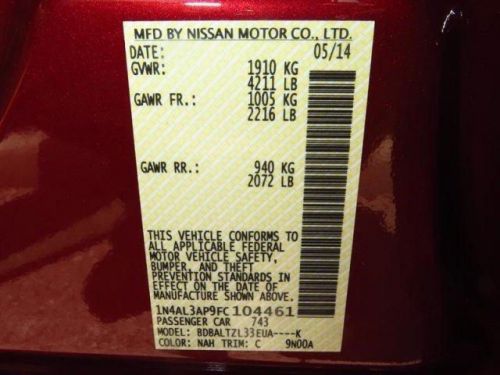 MFD BY NISSAN MOTOR CO., LTD.
DATE: 05/14
GVWR: 1910 KG
4211 LB
GAWR FR.: 1005 KG
2216 LB
GAWR RR.: 940 KG
2072 LB
THIS VEHICLE CONFORMS TO
ALL APPLICABLE FEDERAL
MOTOR VEHICLE SAFETY,
BUMPER, AND THEFT
PREVENTION STANDARDS IN
EFFECT ON THE DATE OF
MANUFACTURE SHOWN ABOVE.
1N4AL3AP9FC104461
PASSENGER CAR 743
MODEL: BDBALTZL33EUA----K
COLOR: NAH TRIM: C 9N00A